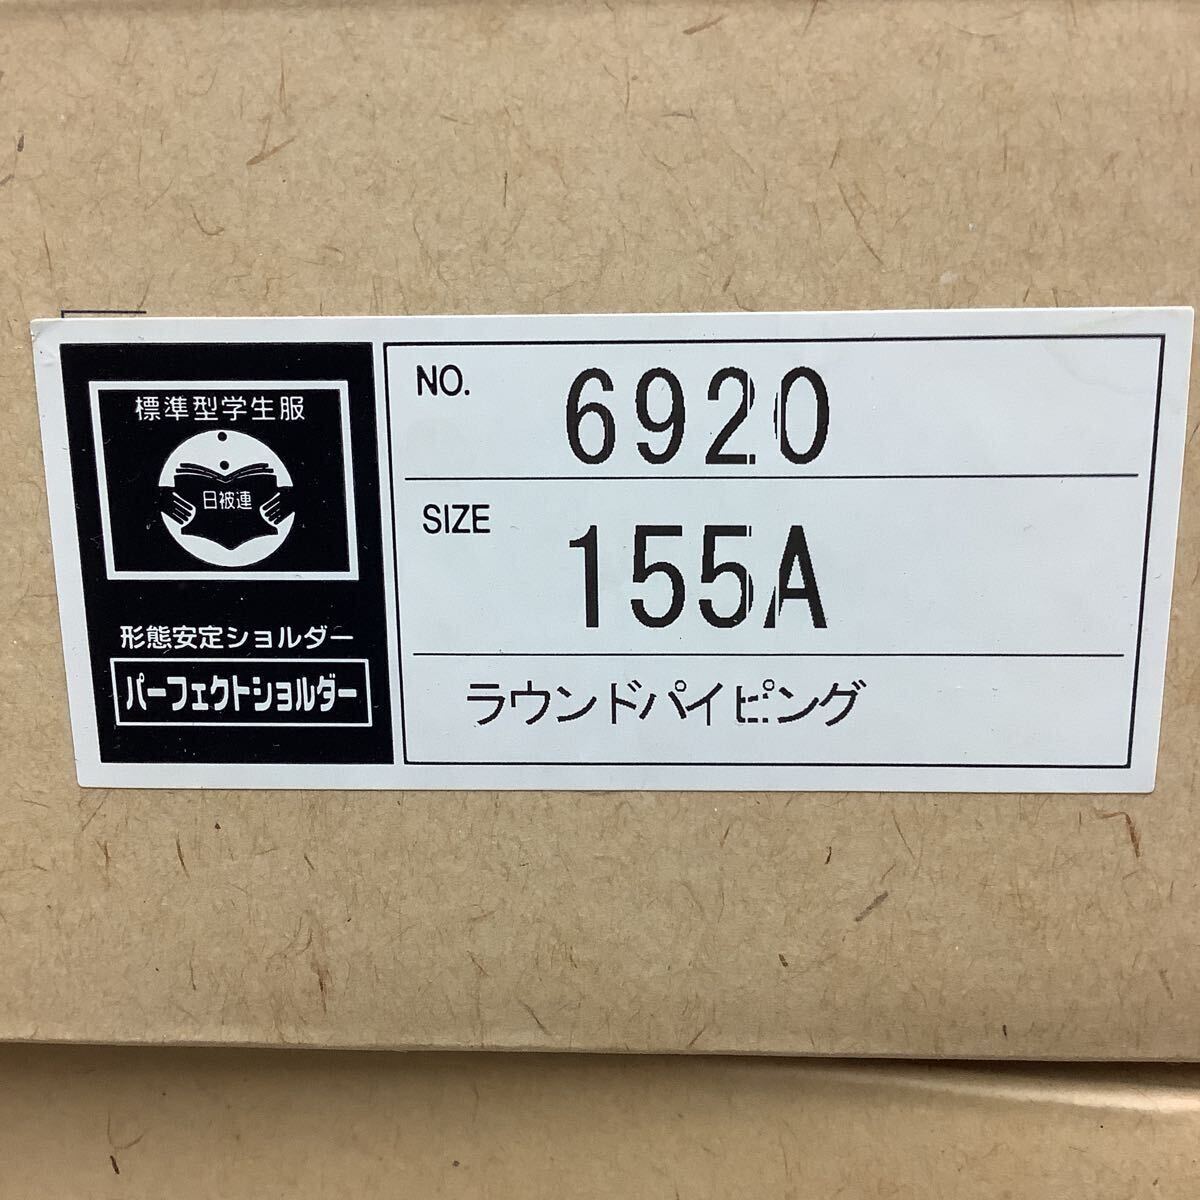 標準型学生服
日被連
形態安定ショルダー
パーフェクトショルダー
NO. 6920
SIZE 155A
ラウンドパイピング